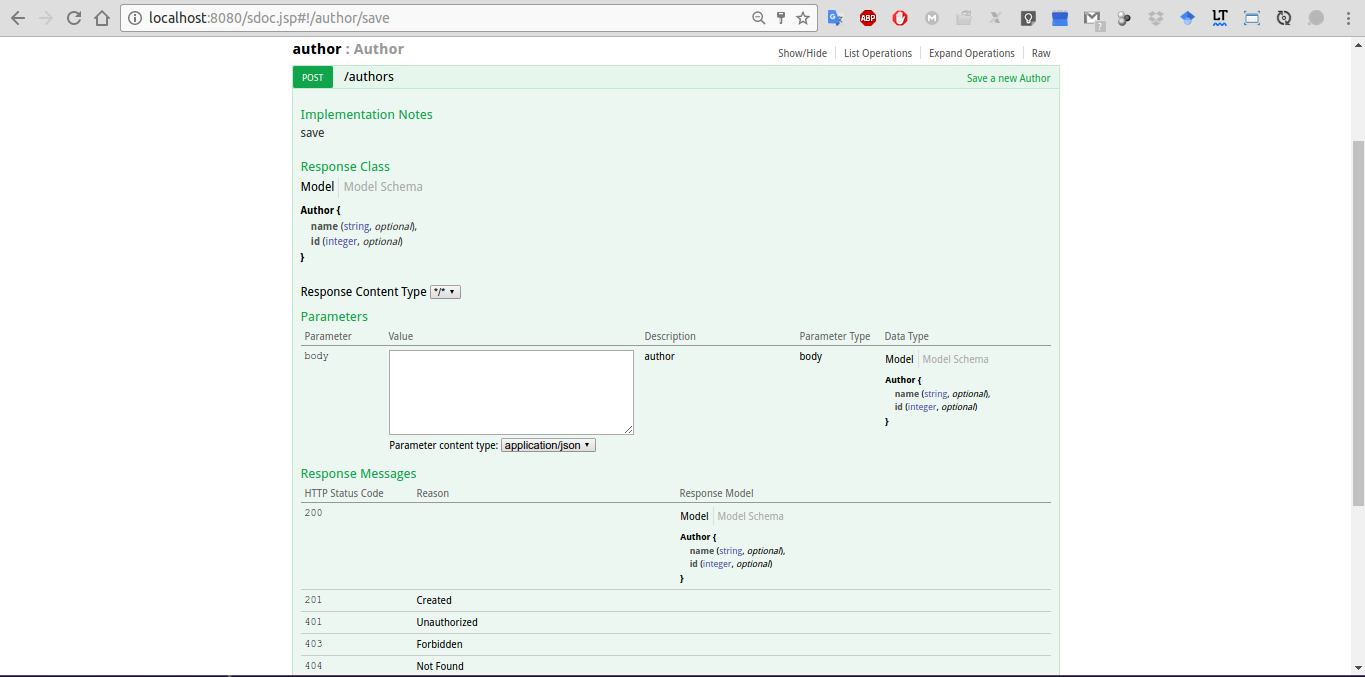 localhost:8080/sdoc.jsp#!/author/save
ABP
M
LT
?
author : Author
Show/Hide List Operations Expand Operations Raw
POST /authors Save a new Author
Implementation Notes
save
Response Class
Model Model Schema
Author {
name (string, optional),
id (integer, optional)
}
Response Content Type */*
Parameters
Parameter Value Description Parameter Type Data Type
body author body Model Model Schema
Author {
name (string, optional),
id (integer, optional)
}
Parameter content type: application/json
Response Messages
HTTP Status Code Reason Response Model
200 Model Model Schema
Author {
name (string, optional),
id (integer, optional)
}
201 Created
401 Unauthorized
403 Forbidden
404 Not Found